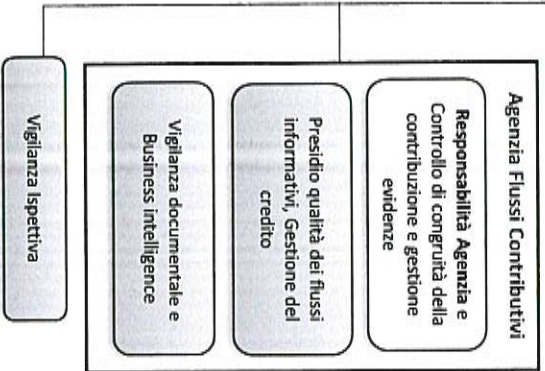 Agenzia Flussi Contributivi
Responsabilità Agenzia e
Controllo di congruità della
contribuzione e gestione
evidenze
Presidio qualità dei flussi
informativi, Gestione del
credito
Vigilanza documentale e
Business intelligence
Vigilanza Ispettiva